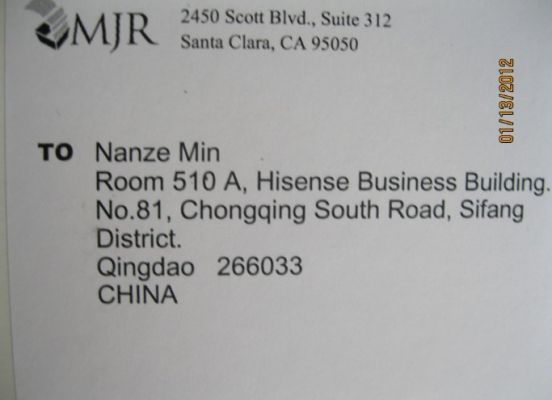 MJR
2450 Scott Blvd., Suite 312
Santa Clara, CA 95050
01/13/2012
TO Nanze Min
Room 510 A, Hisense Business Building.
No.81, Chongqing South Road, Sifang
District.
Qingdao 266033
CHINA